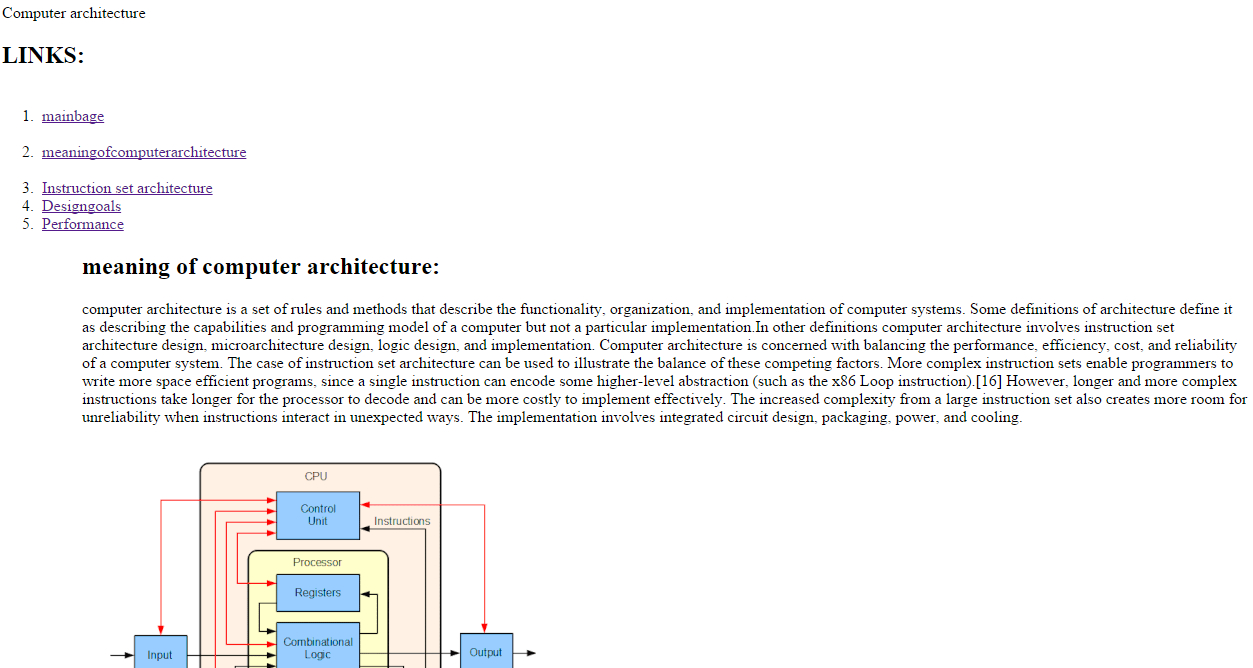 Computer architecture
LINKS:
1. mainbage
2. meaningofcomputerarchitecture
3. Instruction set architecture
4. Designgoals
5. Performance
meaning of computer architecture:
computer architecture is a set of rules and methods that describe the functionality, organization, and implementation of computer systems. Some definitions of architecture define it
as describing the capabilities and programming model of a computer but not a particular implementation.In other definitions computer architecture involves instruction set
architecture design, microarchitecture design, logic design, and implementation. Computer architecture is concerned with balancing the performance, efficiency, cost, and reliability
of a computer system. The case of instruction set architecture can be used to illustrate the balance of these competing factors. More complex instruction sets enable programmers to
write more space efficient programs, since a single instruction can encode some higher-level abstraction (such as the x86 Loop instruction).[16] However, longer and more complex
instructions take longer for the processor to decode and can be more costly to implement effectively. The increased complexity from a large instruction set also creates more room for
unreliability when instructions interact in unexpected ways. The implementation involves integrated circuit design, packaging, power, and cooling.
CPU
Control
Unit
Instructions
Processor
Registers
Combinational
Logic
Input
Output